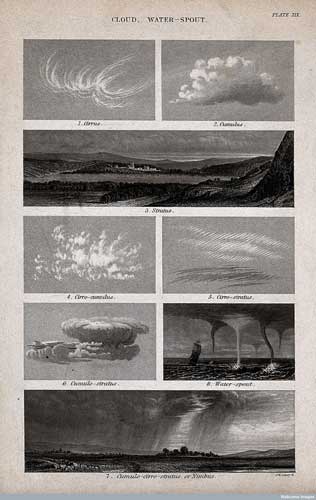 PLATE XIX.
CLOUD, WATER-SPOUT.
1. Cirrus.
2. Cumulus.
3. Stratus.
4. Cirro-cumulus.
5. Cirro-stratus.
6. Cumulo-stratus.
8. Water-spout.
7. Cumulo-cirro-stratus or Nimbus.
Wellcome Images